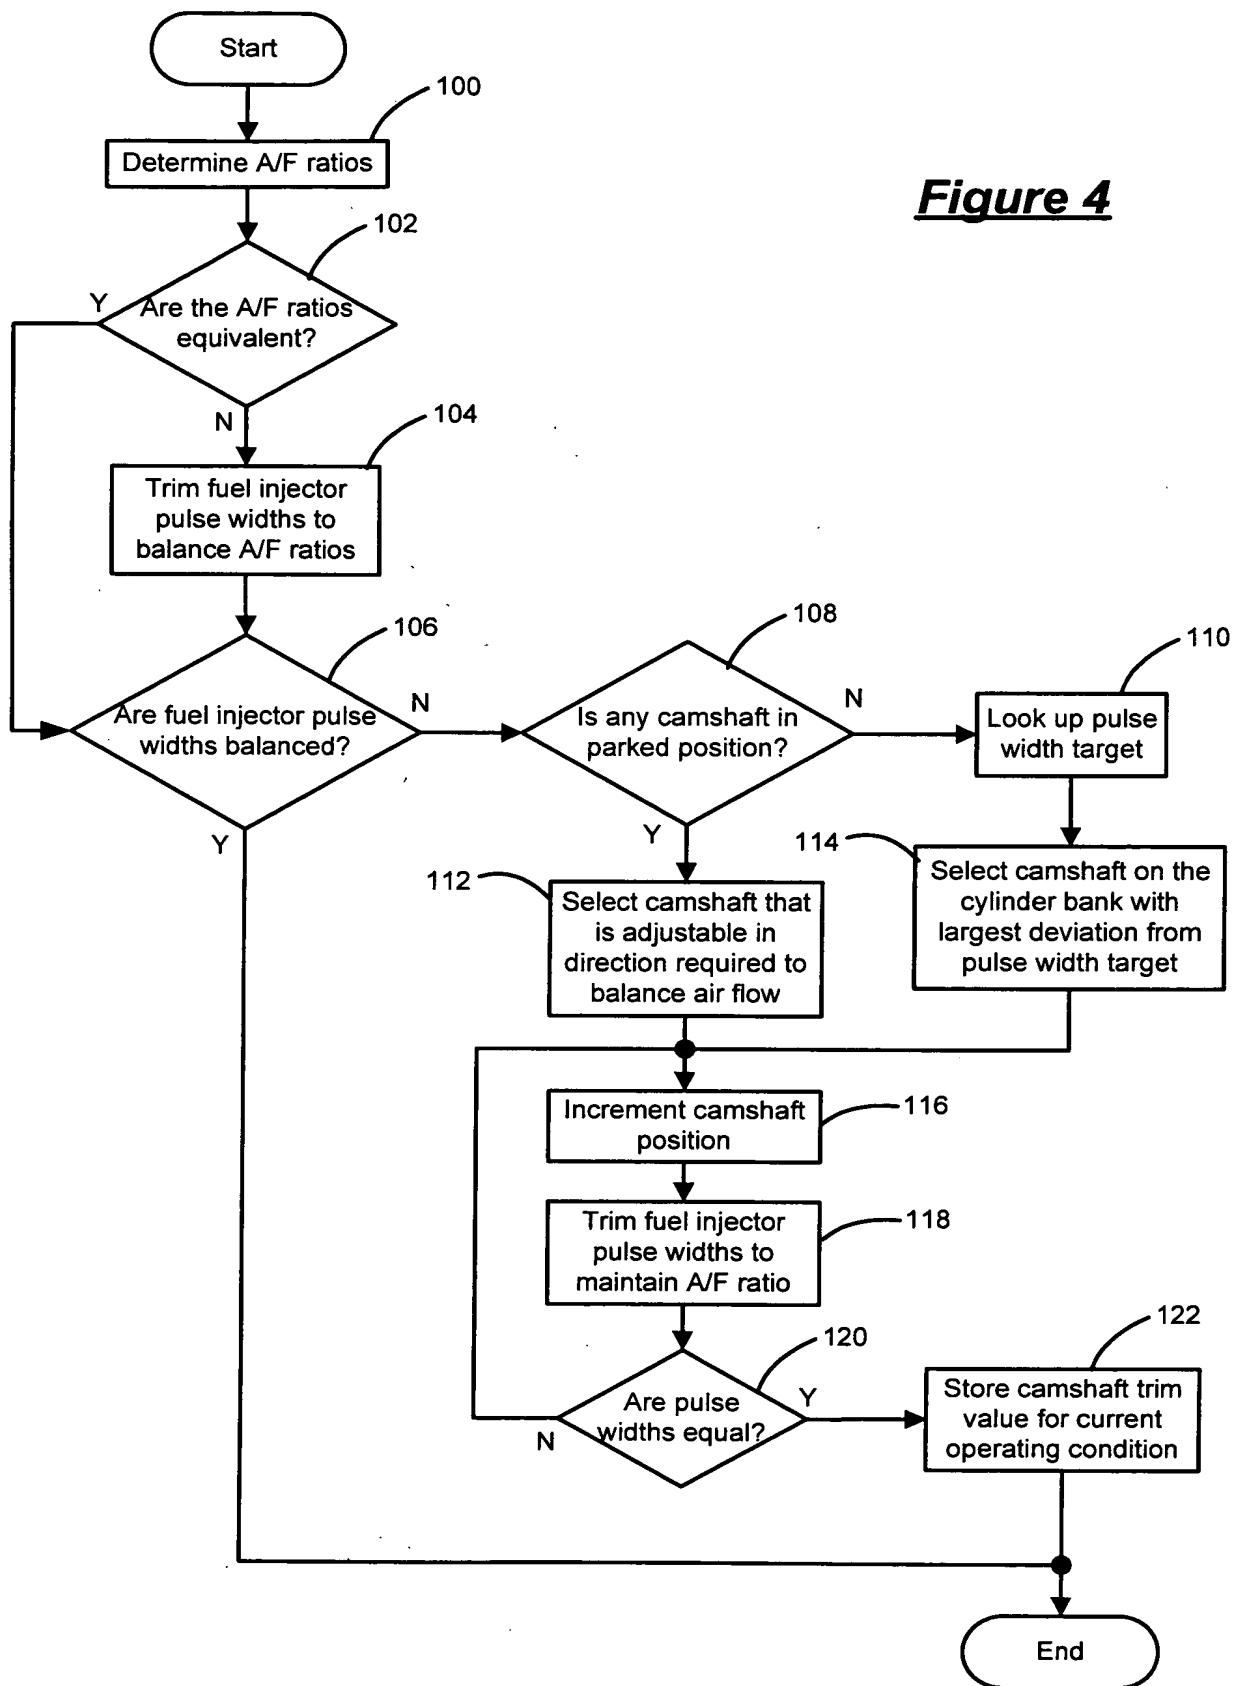 Start
100
Determine A/F ratios
Figure 4
102
Y
Are the A/F ratios
equivalent?
N
104
Trim fuel injector
pulse widths to
balance A/F ratios
106
Are fuel injector pulse
widths balanced?
N
Y
108
Is any camshaft in
parked position?
N
Y
110
Look up pulse
width target
114
Select camshaft on the
cylinder bank with
largest deviation from
pulse width target
112
Select camshaft that
is adjustable in
direction required to
balance air flow
116
Increment camshaft
position
118
Trim fuel injector
pulse widths to
maintain A/F ratio
120
Are pulse
widths equal?
Y
N
122
Store camshaft trim
value for current
operating condition
End